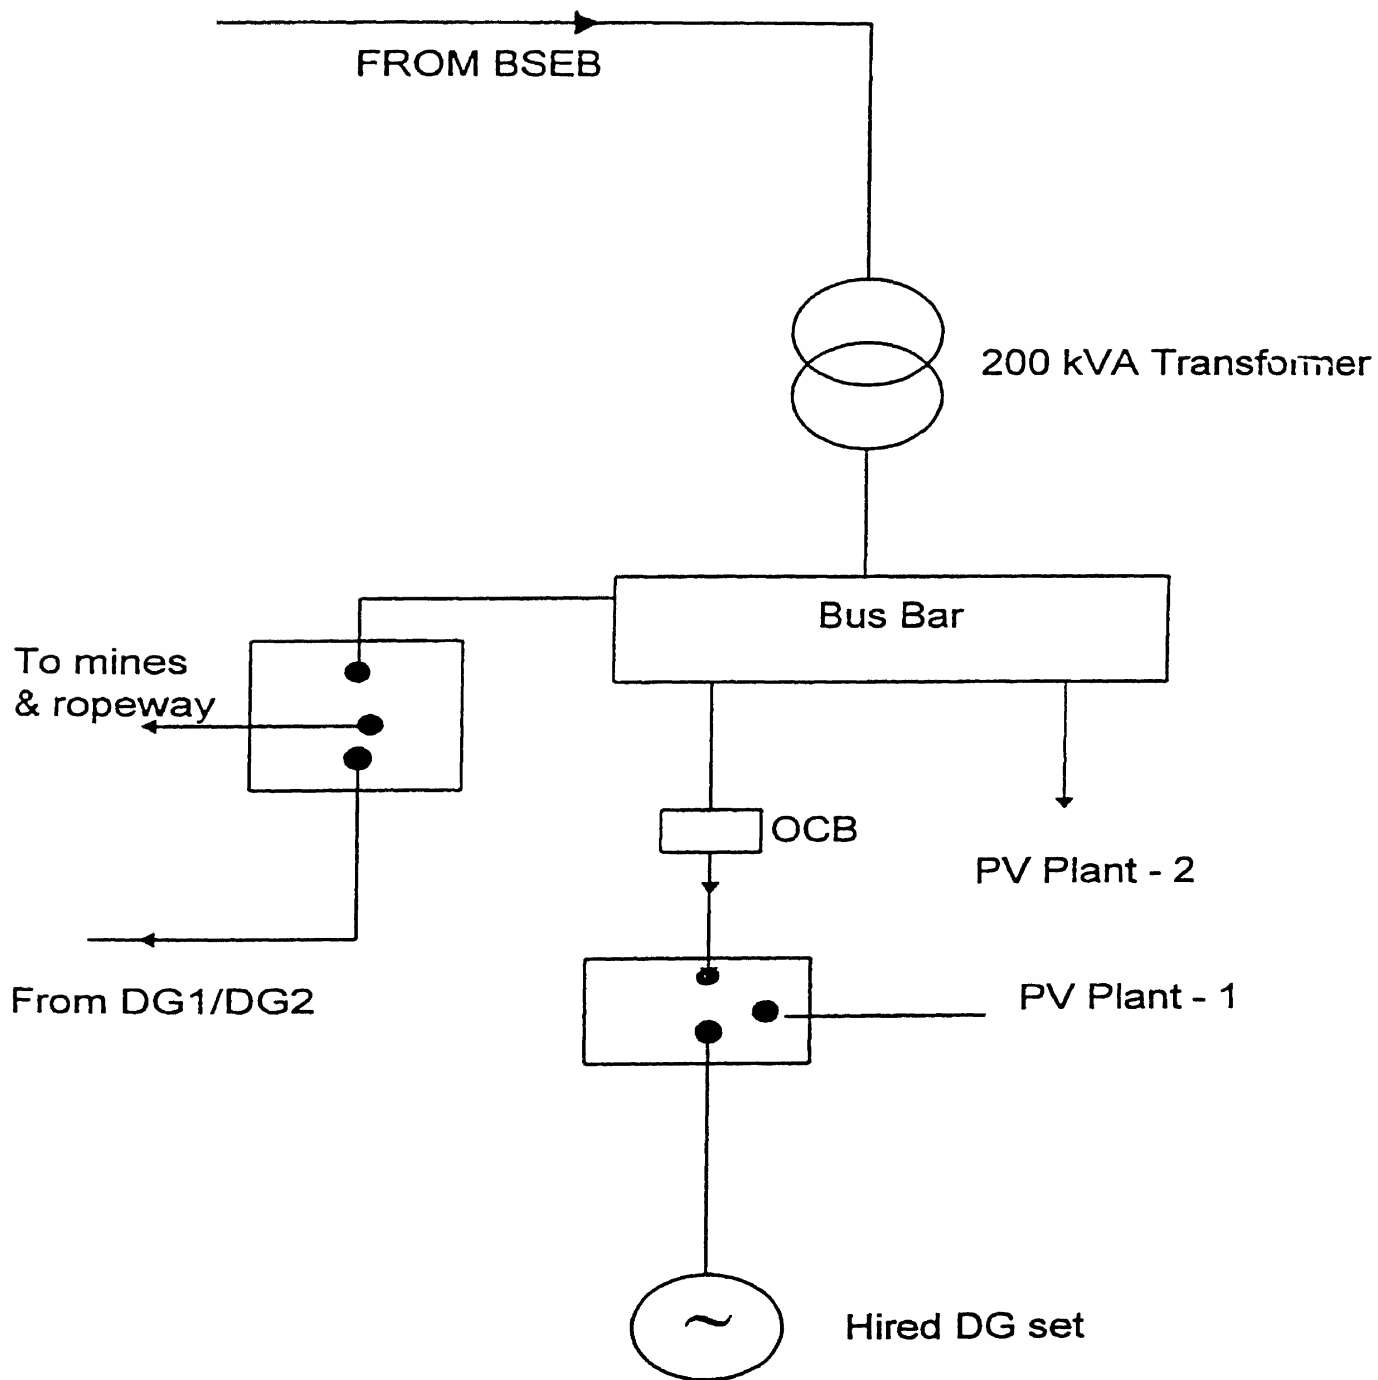 FROM BSEB
200 kVA Transformer
Bus Bar
To mines
& ropeway
OCB
PV Plant - 2
From DG1/DG2
PV Plant - 1
~
Hired DG set